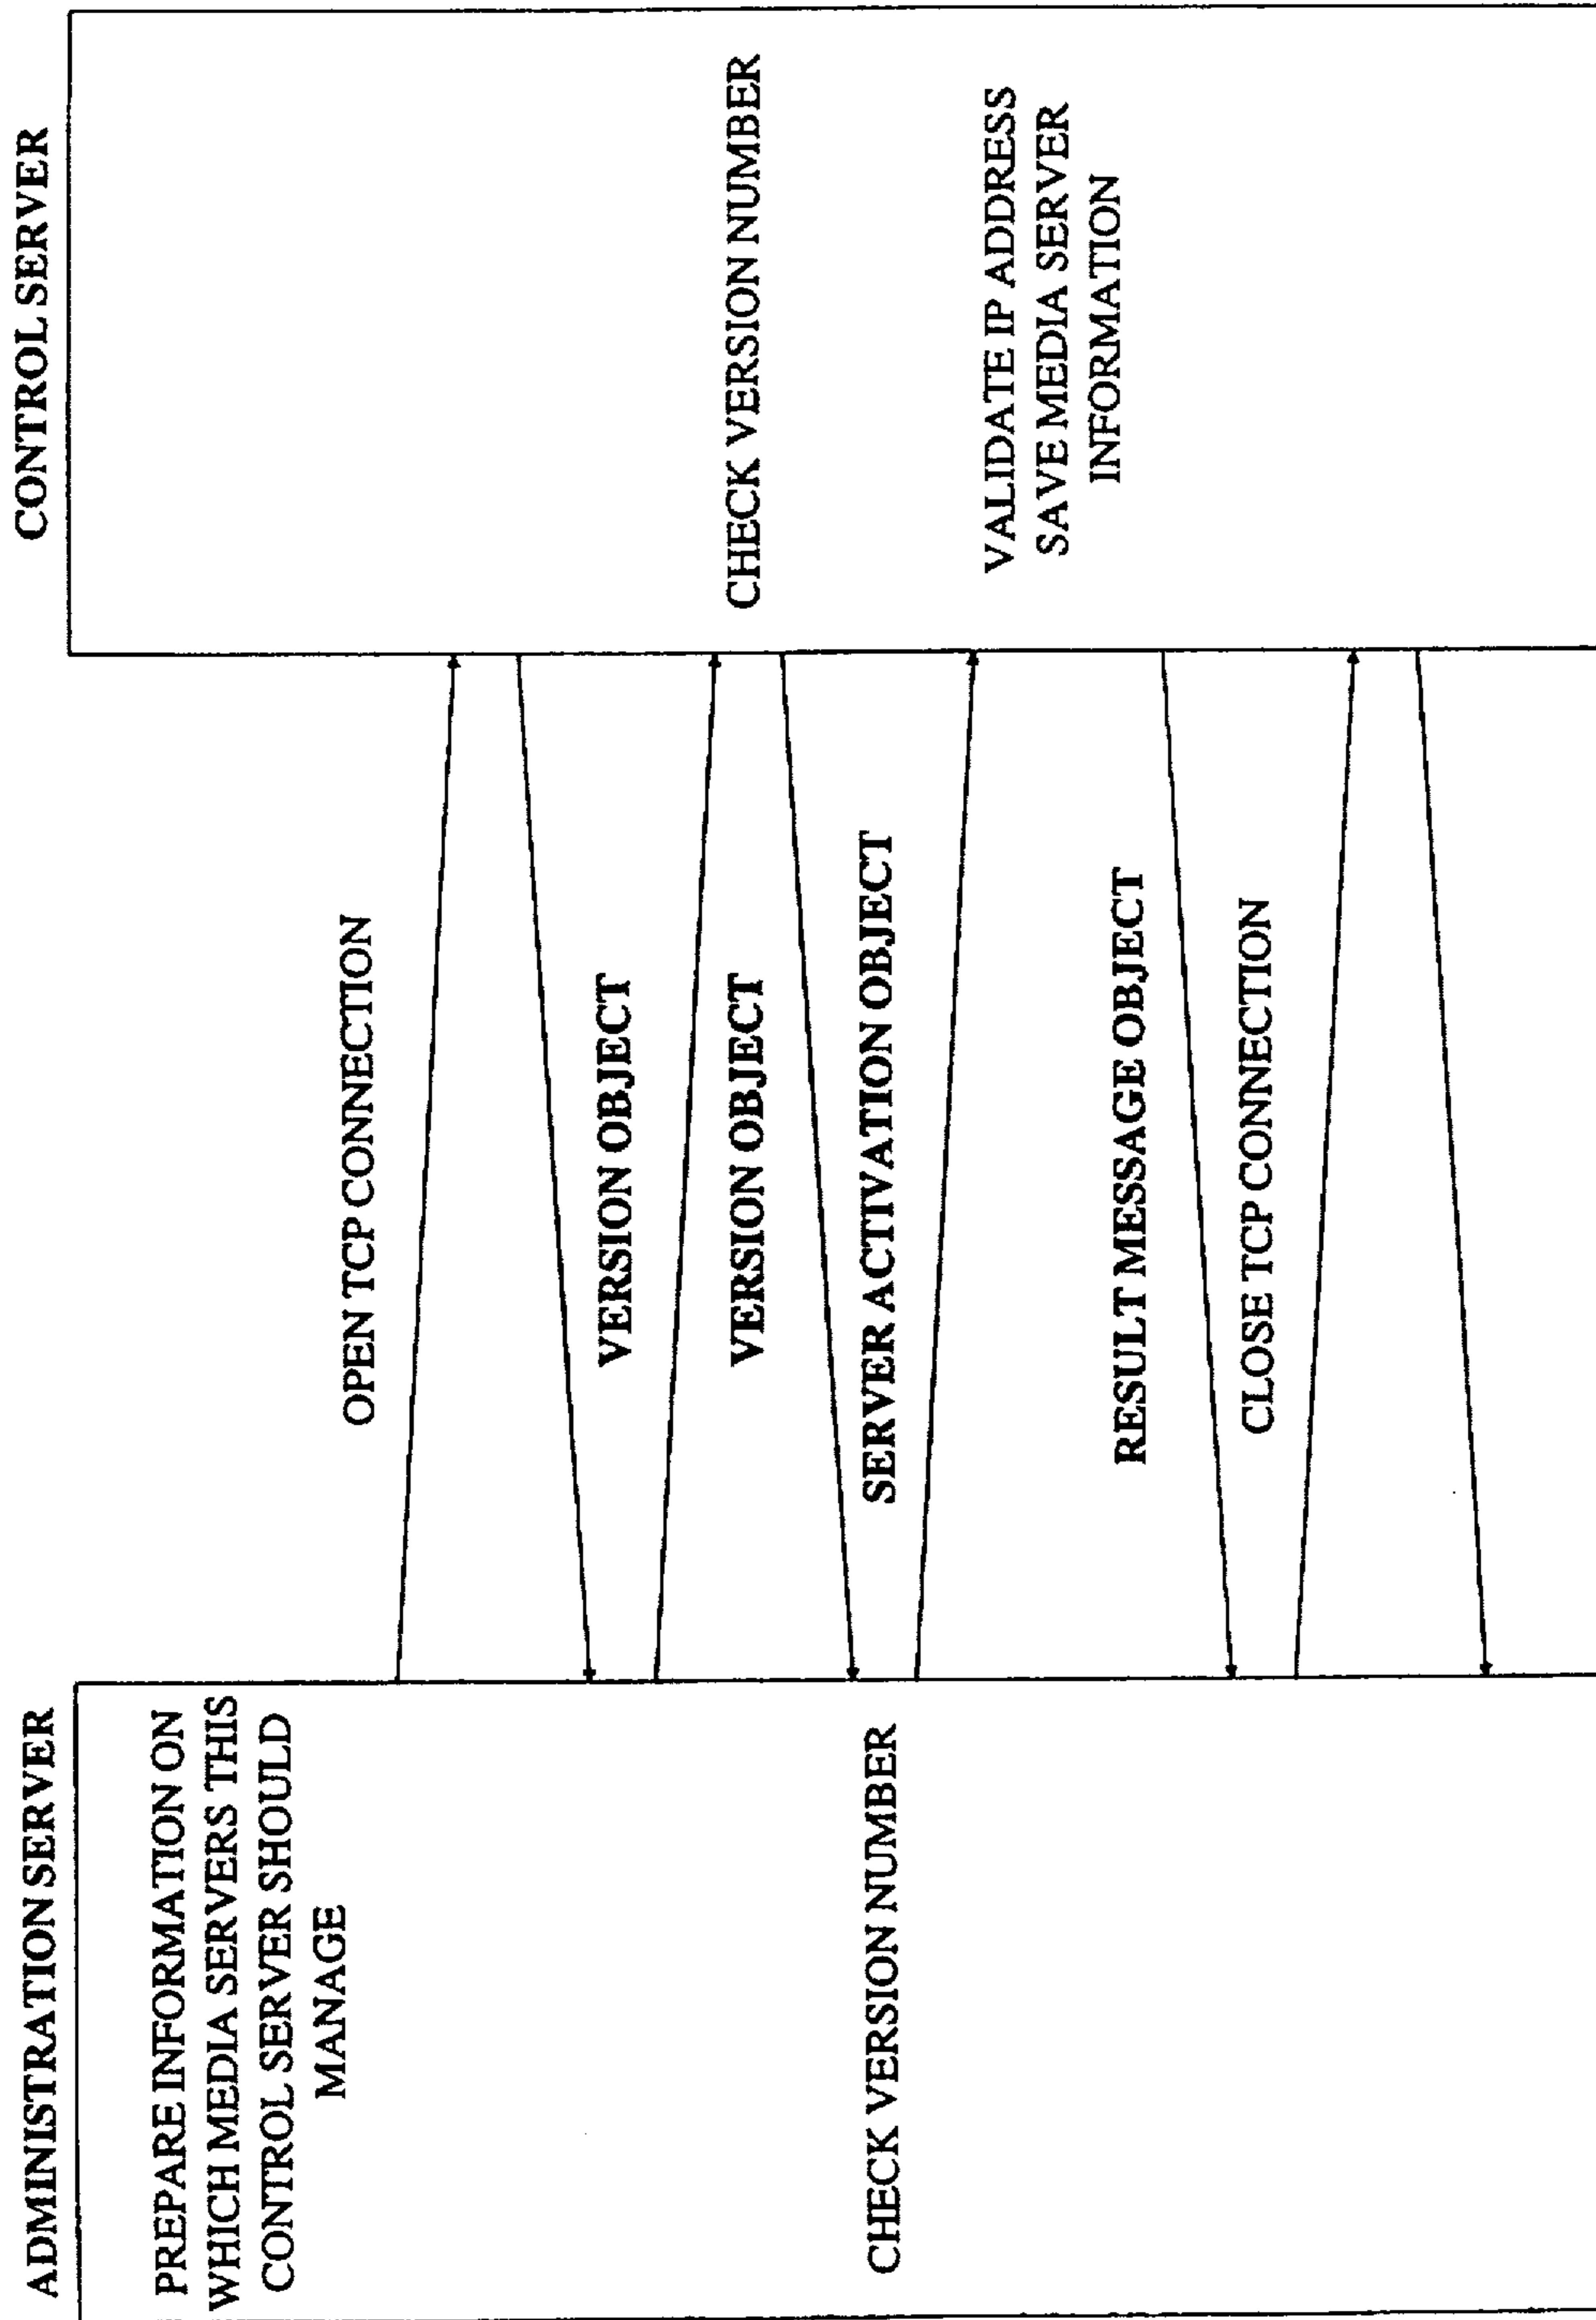 ADMINISTRATION SERVER
PREPARE INFORMATION ON
WHICH MEDIA SERVERS THIS
CONTROL SERVER SHOULD
MANAGE
CHECK VERSION NUMBER
OPEN TCP CONNECTION
VERSION OBJECT
VERSION OBJECT
SERVER ACTIVATION OBJECT
RESULT MESSAGE OBJECT
CLOSE TCP CONNECTION
CONTROL SERVER
CHECK VERSION NUMBER
VALIDATE IP ADDRESS
SAVE MEDIA SERVER
INFORMATION